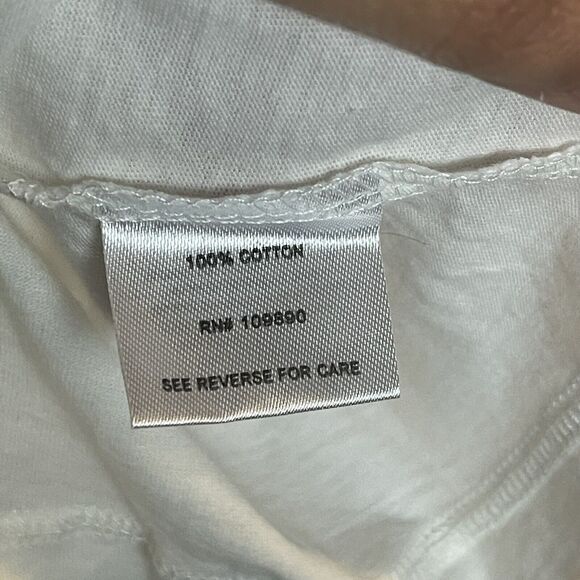 100% COTTON
RN# 109890
SEE REVERSE FOR CARE